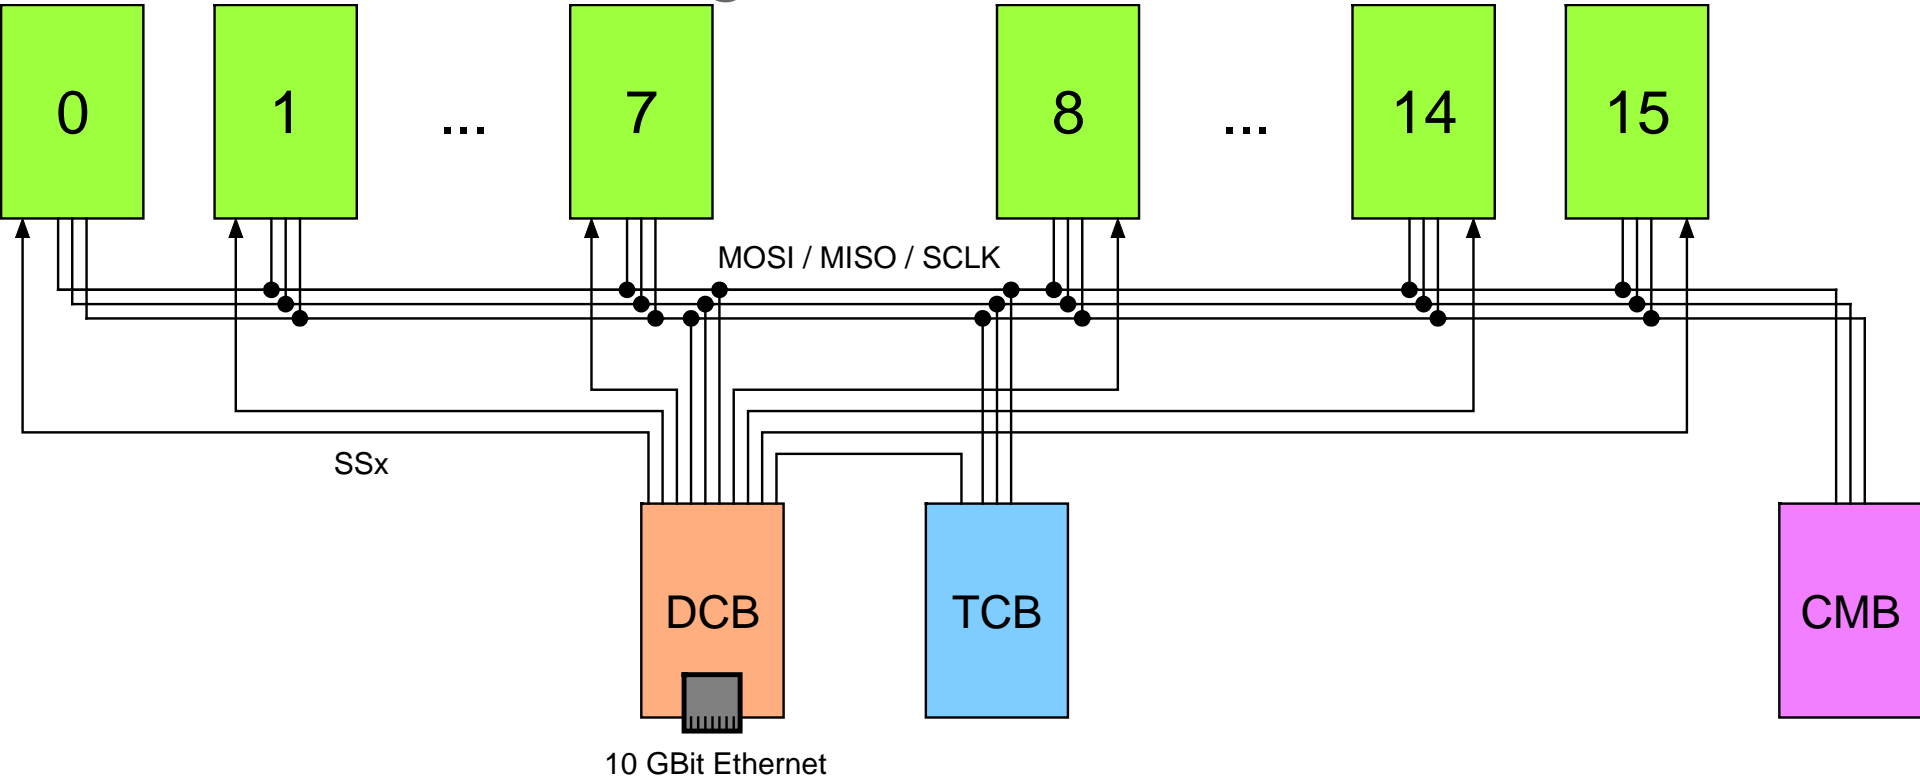 0
1
...
7
8
...
14
15
MOSI / MISO / SCLK
SSx
DCB
TCB
CMB
10 GBit Ethernet